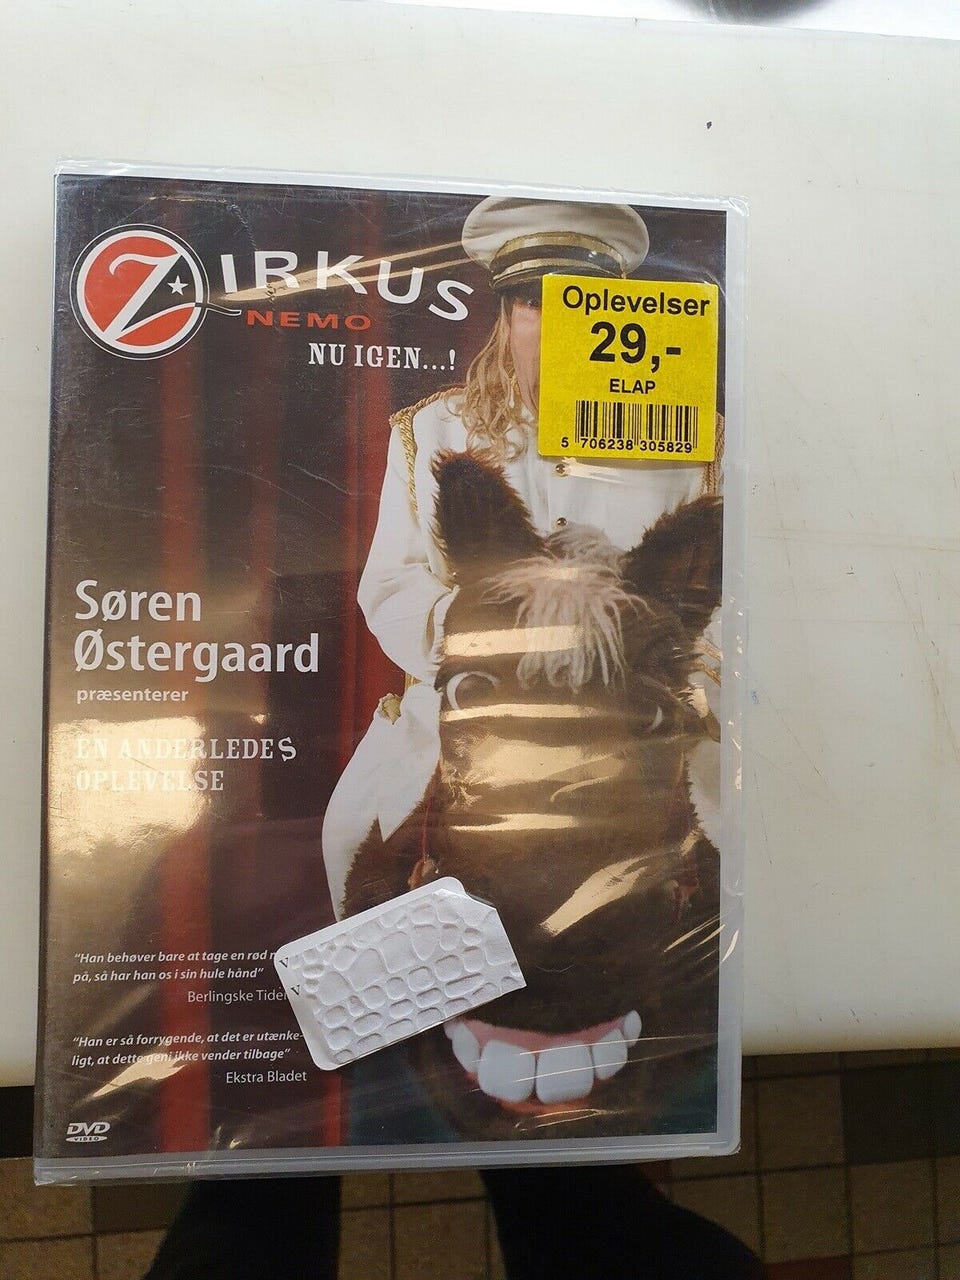 ZIRKUS
NEMO
NU IGEN...!
Oplevelser
29,-
ELAP
5 706238 305829
Søren
Østergaard
præsenterer
EN ANDERLEDES
OPLEVELSE
"Han behøver bare at tage en rød
på, så har han os i sin hule hånd"
Berlingske
V
V
"Han er så forrygende, at det er utænke-
ligt, at dette geni ikke vender tilbage"
Ekstra Bladet
DVD
VIDEO